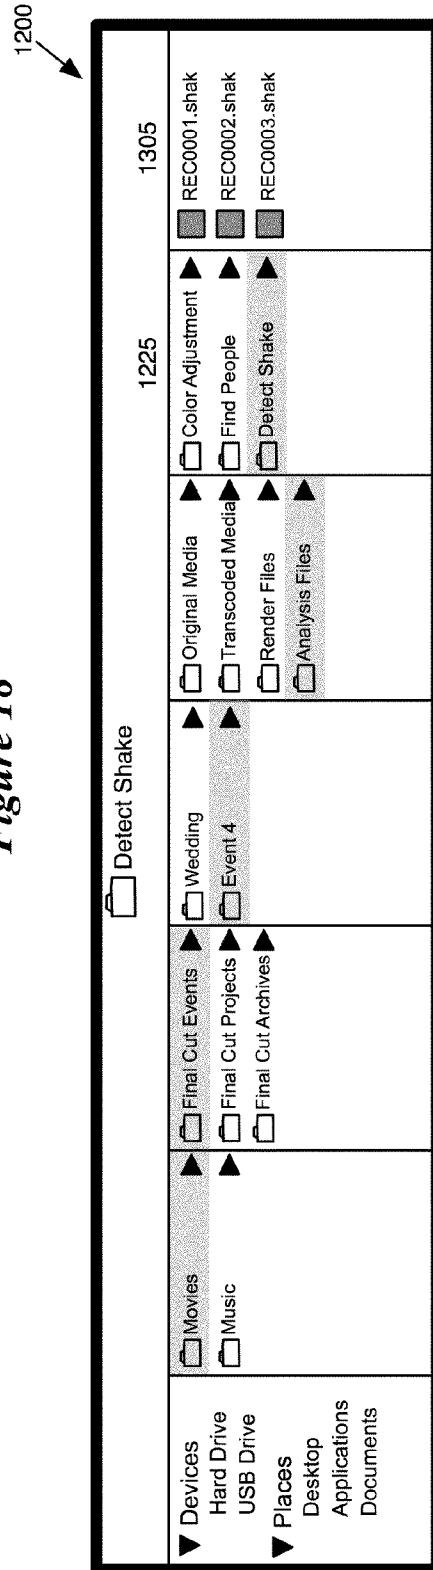 Figure
1200
Detect Shake
1225
1305
Devices
Hard Drive
USB Drive
Places
Desktop
Applications
Documents
Movies
Music
Final Cut Events
Final Cut Projects
Final Cut Archives
Wedding
Event 4
Original Media
Transcoded Media
Render Files
Analysis Files
Color Adjustment
Find People
Detect Shake
REC0001.shak
REC0002.shak
REC0003.shak